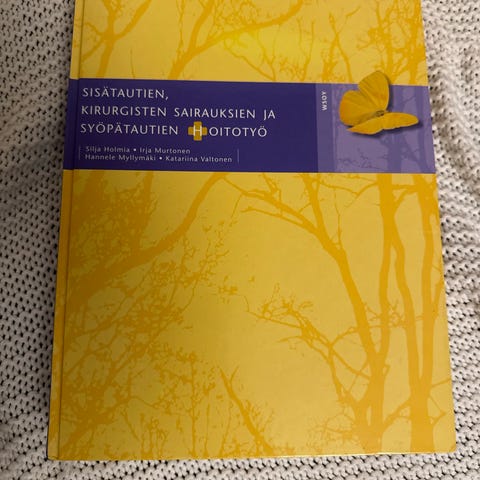 SISÄTAUTIEN,
KIRURGISTEN SAIRAUKSIEN JA
SYÖPÄTAUTIEN HOITOTYÖ
Silja Holmia • Irja Murtonen
Hannele Myllymäki • Katariina Valtonen
WSOY